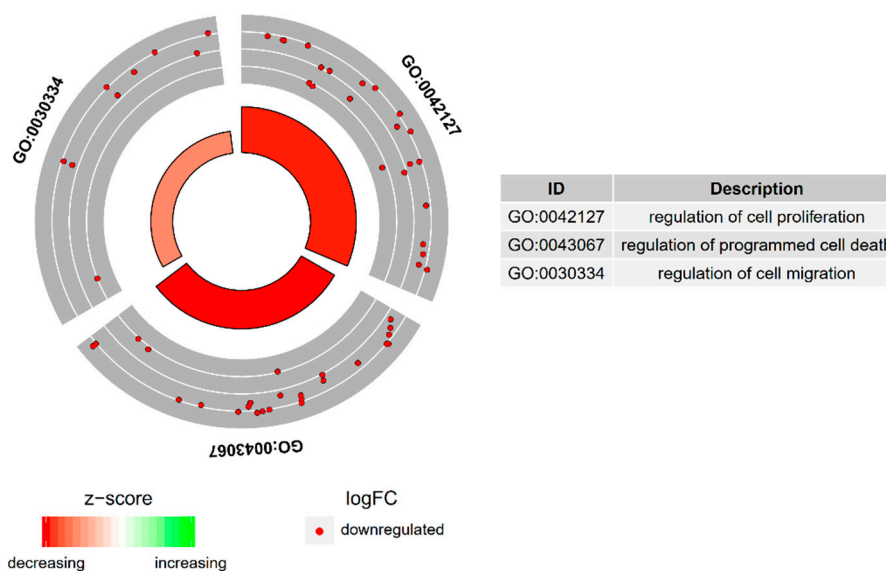 GO:0030334
GO:0042127
GO:0043067
ID Description
GO:0042127 regulation of cell proliferation
GO:0043067 regulation of programmed cell death
GO:0030334 regulation of cell migration
z-score
decreasing increasing
logFC
downregulated